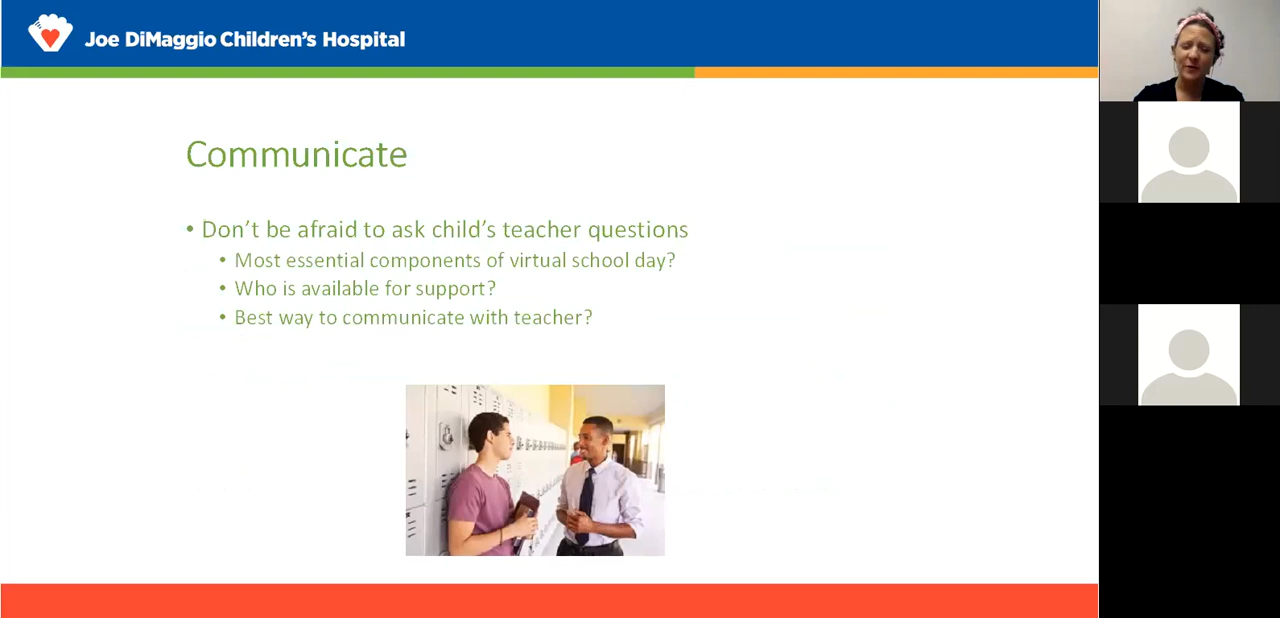 Joe DiMaggio Children's Hospital
Communicate
• Don't be afraid to ask child's teacher questions
• Most essential components of virtual school day?
• Who is available for support?
• Best way to communicate with teacher?